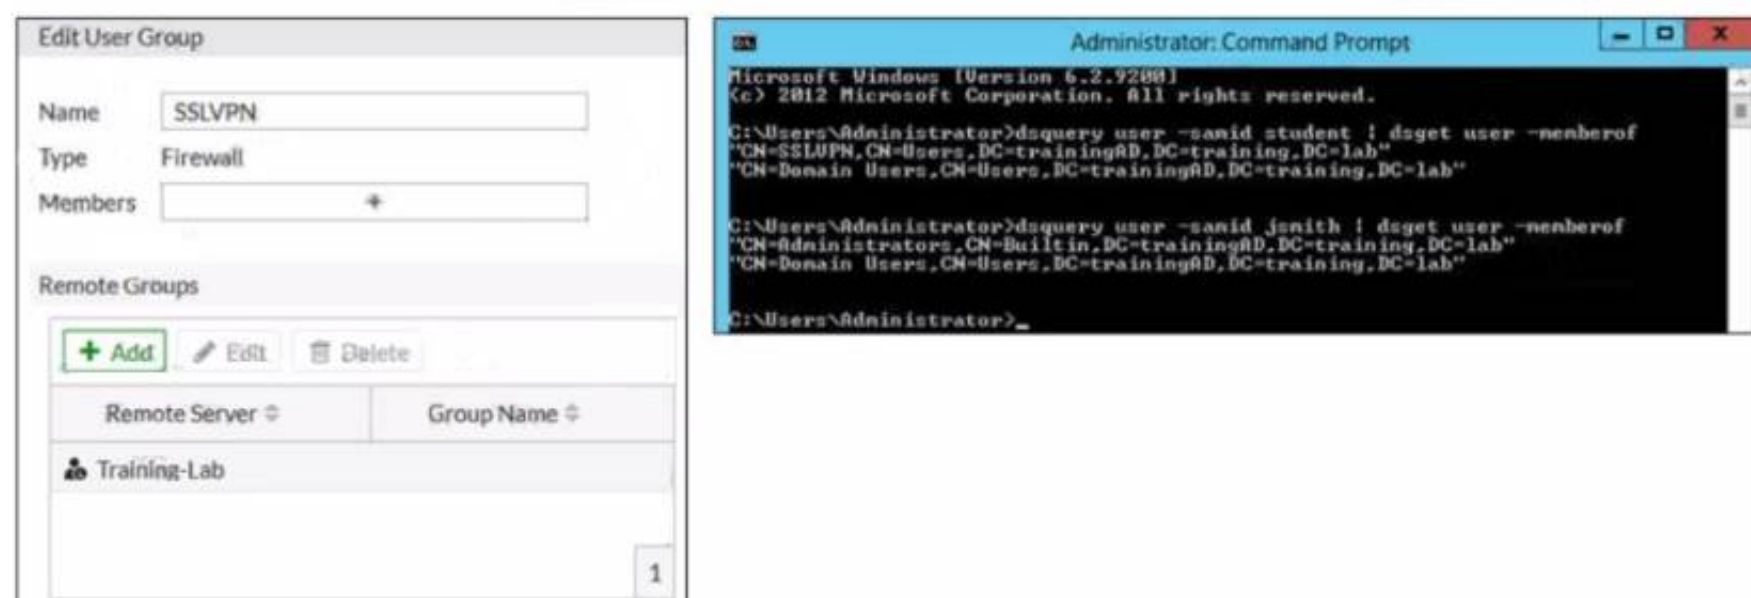 Edit User Group
Name SSLVPN
Type Firewall
Members +
Remote Groups
+ Add Edit Delete
Remote Server Group Name
Training-Lab
1
Administrator: Command Prompt
Microsoft Windows [Version 6.2.9200]
(c) 2012 Microsoft Corporation. All rights reserved.
C:\Users\Administrator>dsquery user -samid student | dsget user -memberof
"CN=SSLVPN,CN=Users,DC=trainingAD,DC=training,DC=lab"
"CN=Domain Users,CN=Users,DC=trainingAD,DC=training,DC=lab"
C:\Users\Administrator>dsquery user -samid jsmith | dsget user -memberof
"CN=Administrators,CN=Builtin,DC=trainingAD,DC=training,DC=lab"
"CN=Domain Users,CN=Users,DC=trainingAD,DC=training,DC=lab"
C:\Users\Administrator>_